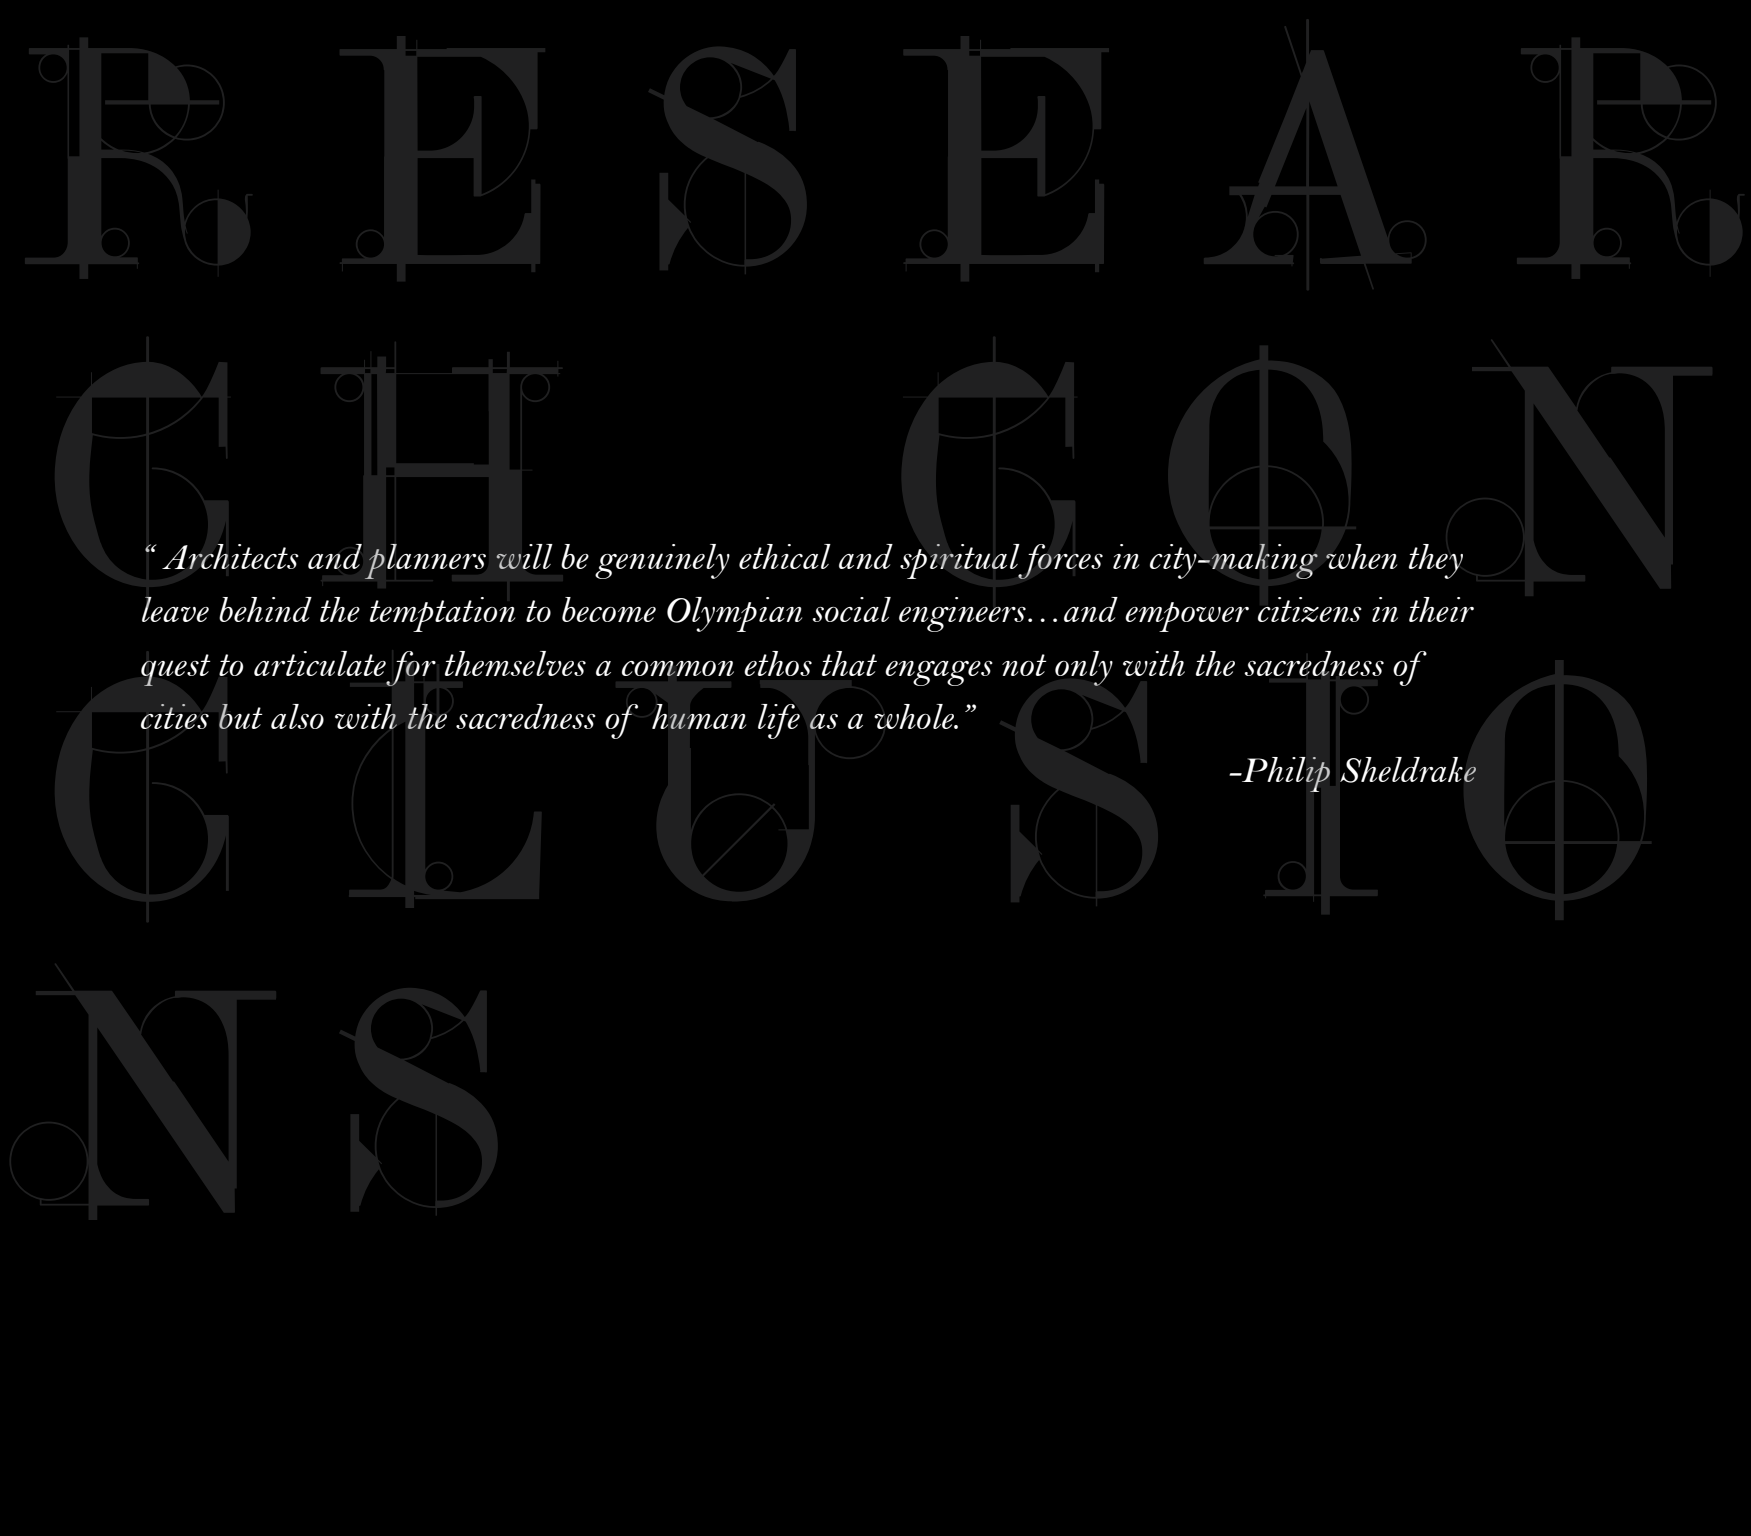 RESEAR
CH CON
CLUSIO
NS
“ Architects and planners will be genuinely ethical and spiritual forces in city-making when they
leave behind the temptation to become Olympian social engineers…and empower citizens in their
quest to articulate for themselves a common ethos that engages not only with the sacredness of
cities but also with the sacredness of human life as a whole.”
-Philip Sheldrake